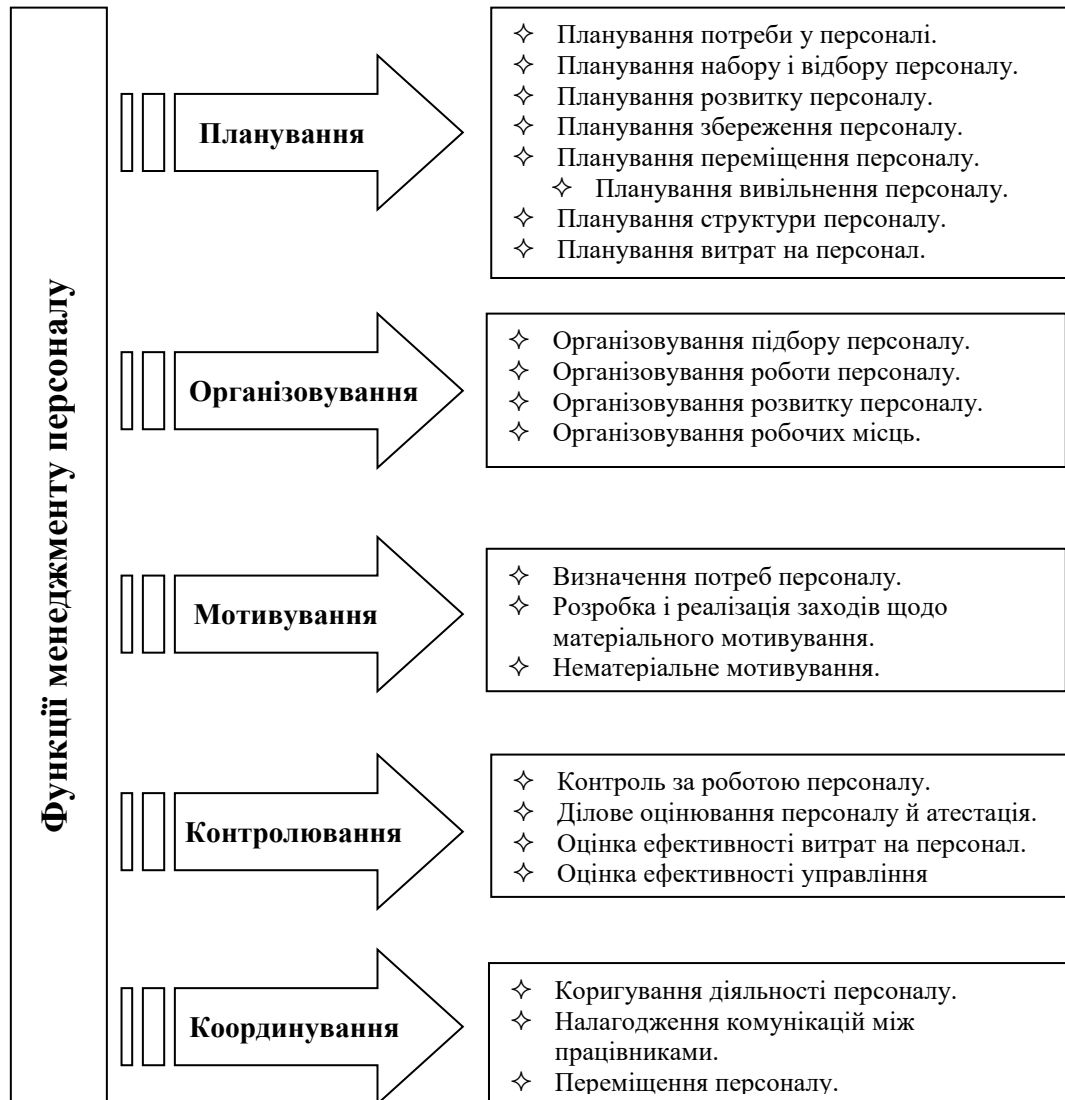 Функції менеджменту персоналу
Планування
✧ Планування потреби у персоналі.
✧ Планування набору і відбору персоналу.
✧ Планування розвитку персоналу.
✧ Планування збереження персоналу.
✧ Планування переміщення персоналу.
✧ Планування вивільнення персоналу.
✧ Планування структури персоналу.
✧ Планування витрат на персонал.
Організовування
✧ Організовування підбору персоналу.
✧ Організовування роботи персоналу.
✧ Організовування розвитку персоналу.
✧ Організовування робочих місць.
Мотивування
✧ Визначення потреб персоналу.
✧ Розробка і реалізація заходів щодо
матеріального мотивування.
✧ Нематеріальне мотивування.
Контролювання
✧ Контроль за роботою персоналу.
✧ Ділове оцінювання персоналу й атестація.
✧ Оцінка ефективності витрат на персонал.
✧ Оцінка ефективності управління
Координування
✧ Коригування діяльності персоналу.
✧ Налагодження комунікацій між
працівниками.
✧ Переміщення персоналу.